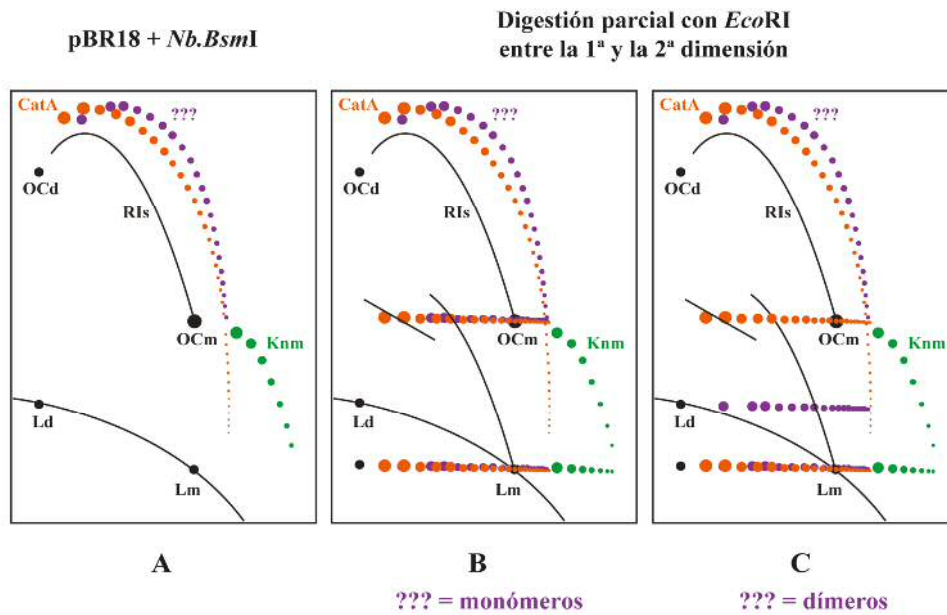 pBR18 + Nb.BsmI
Digestión parcial con EcoRI
entre la 1ª y la 2ª dimensión
CatA
???
OCd
RIs
OCm
Knm
Ld
Lm
CatA
???
OCd
RIs
OCm
Knm
Ld
Lm
CatA
???
OCd
RIs
OCm
Knm
Ld
Lm
A
B
C
??? = monómeros
??? = dímeros